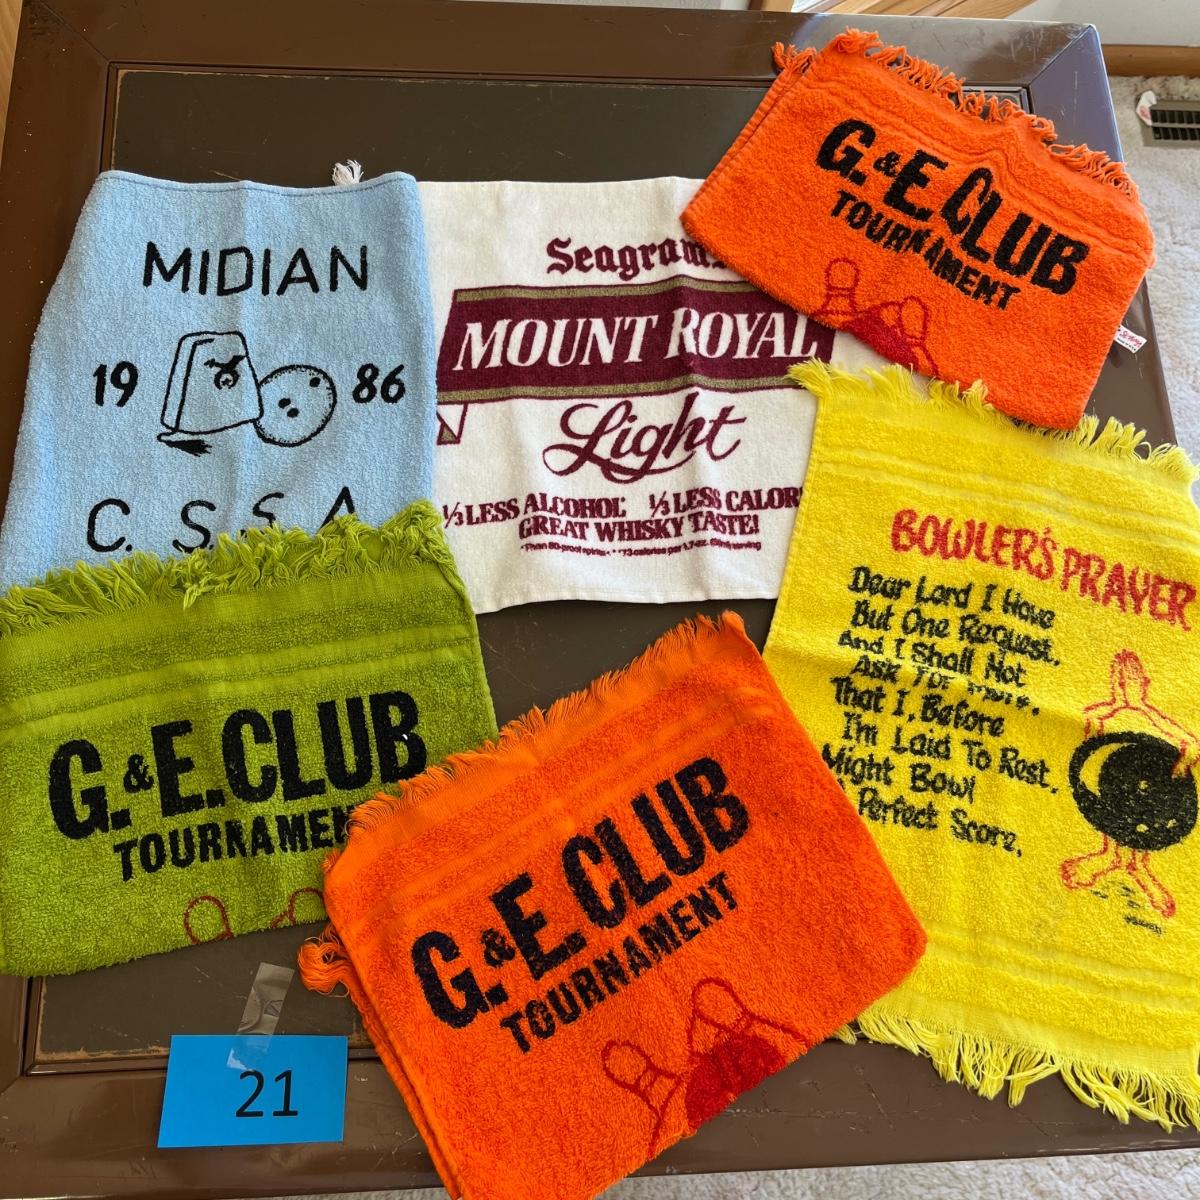 MIDIAN
19 86
C. S. S. A
Seagram's
MOUNT ROYAL
Light
⅓ LESS ALCOHOL* ⅓ LESS CALOR
GREAT WHISKY TASTE!
G. & E. CLUB
TOURNAMENT
BOWLER'S PRAYER
Dear Lord I Have
But One Request.
And I Shall Not
Ask For
That I, Before
I'm Laid To Rest.
Might Bowl
Perfect Score.
G. & E. CLUB
TOURNAMEN
G. & E. CLUB
TOURNAMENT
21